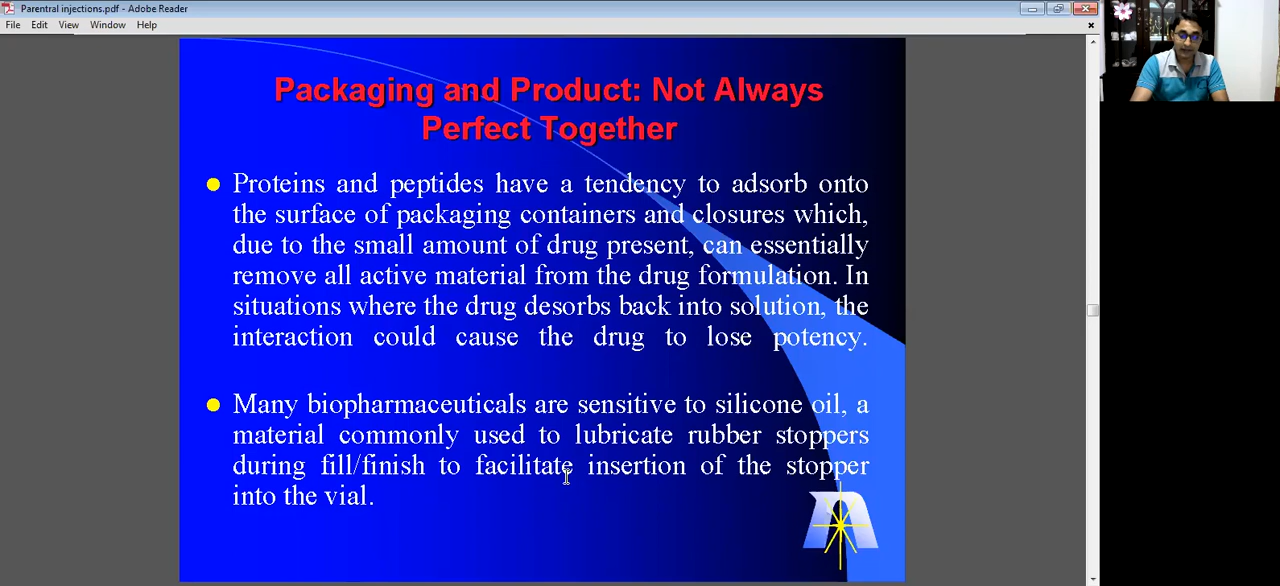 Parentral injections.pdf - Adobe Reader
File Edit View Window Help
Packaging and Product: Not Always
Perfect Together
Proteins and peptides have a tendency to adsorb onto
the surface of packaging containers and closures which,
due to the small amount of drug present, can essentially
remove all active material from the drug formulation. In
situations where the drug desorbs back into solution, the
interaction could cause the drug to lose potency.
Many biopharmaceuticals are sensitive to silicone oil, a
material commonly used to lubricate rubber stoppers
during fill/finish to facilitate insertion of the stopper
into the vial.